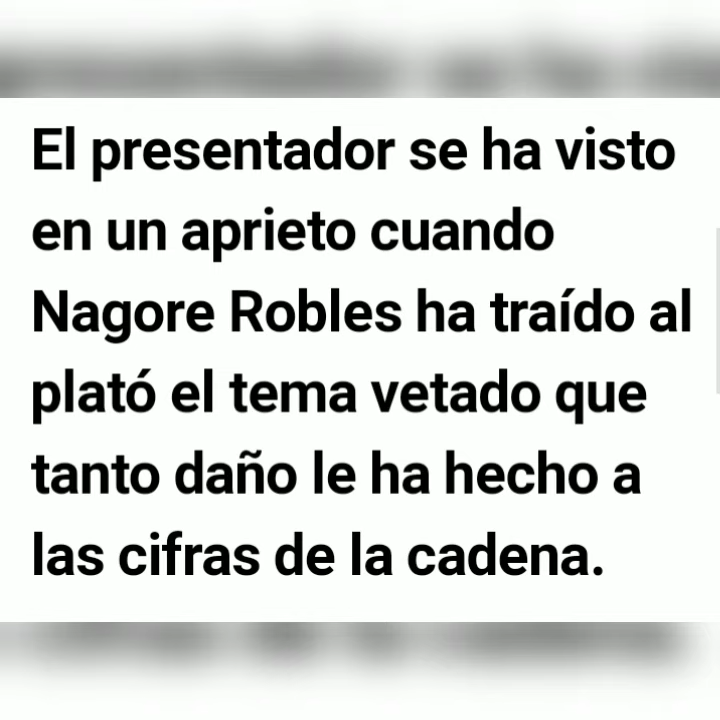 El presentador se ha visto
en un aprieto cuando
Nagore Robles ha traído al
plató el tema vetado que
tanto daño le ha hecho a
las cifras de la cadena.